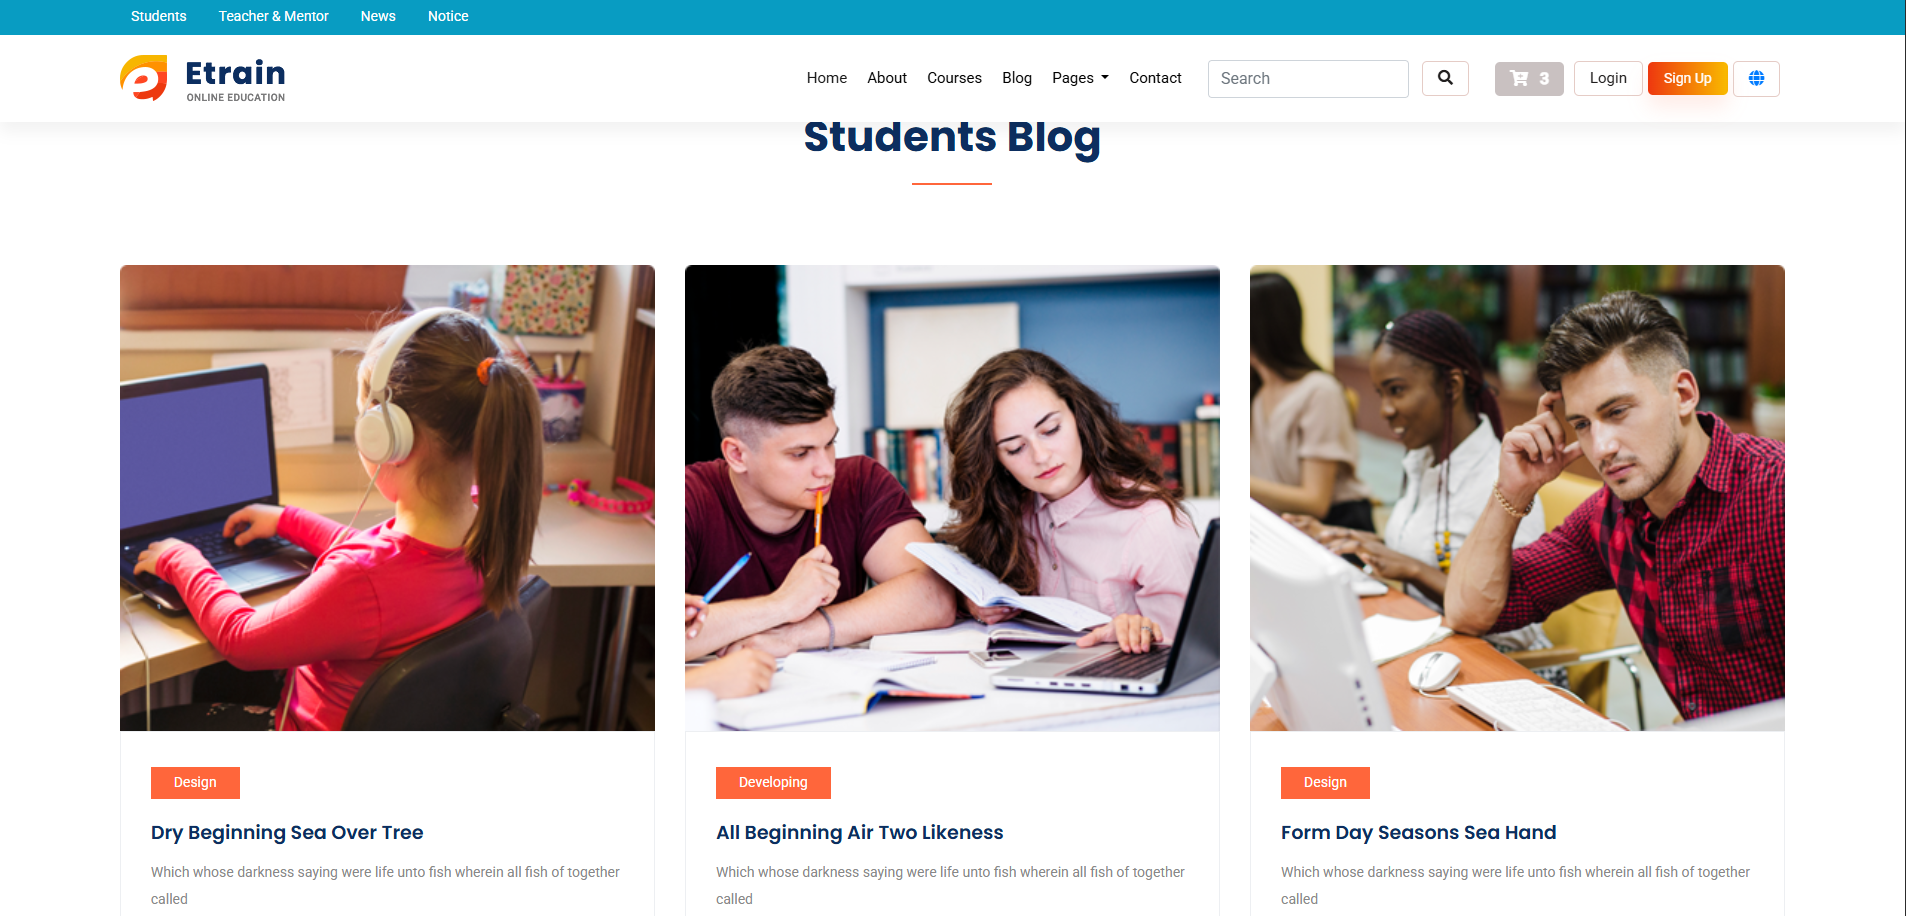 Students Teacher & Mentor News Notice
Etrain
ONLINE EDUCATION
Home About Courses Blog Pages Contact Search 3 Login Sign Up
Students Blog
Design
Dry Beginning Sea Over Tree
Which whose darkness saying were life unto fish wherein all fish of together
called
Developing
All Beginning Air Two Likeness
Which whose darkness saying were life unto fish wherein all fish of together
called
Design
Form Day Seasons Sea Hand
Which whose darkness saying were life unto fish wherein all fish of together
called